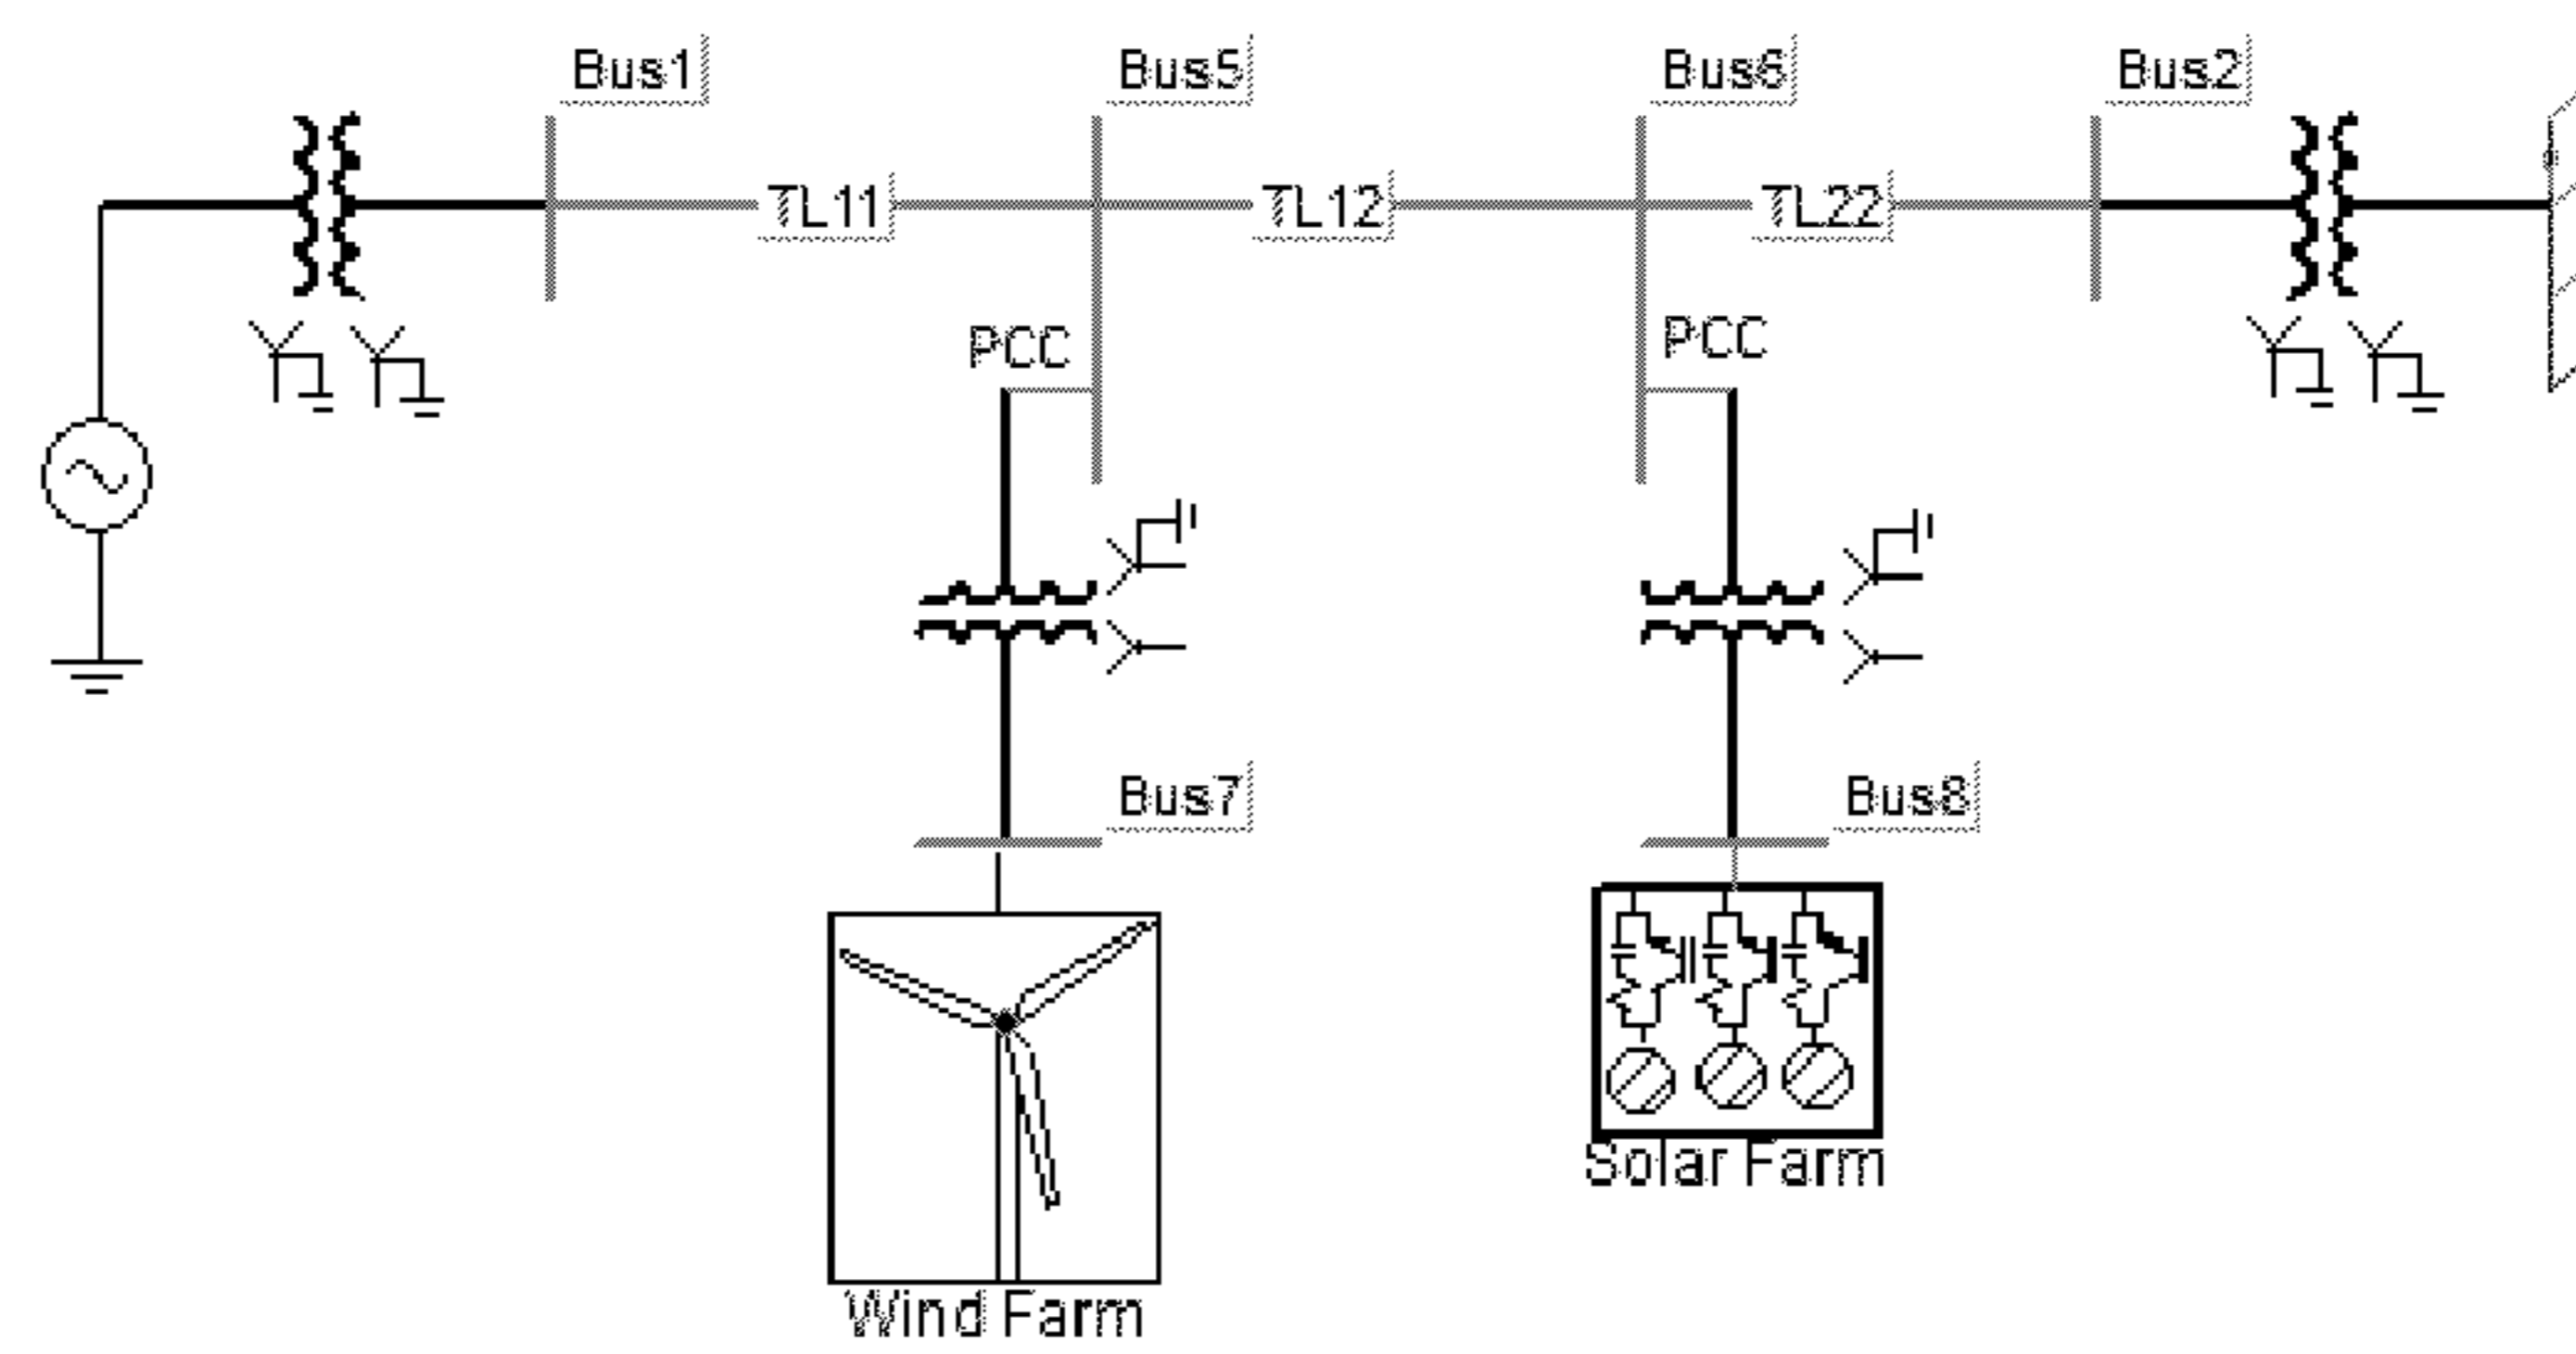 Bus1
Bus5
Bus6
Bus2
TL11
TL12
TL22
PCC
PCC
Bus7
Bus8
Solar Farm
Wind Farm